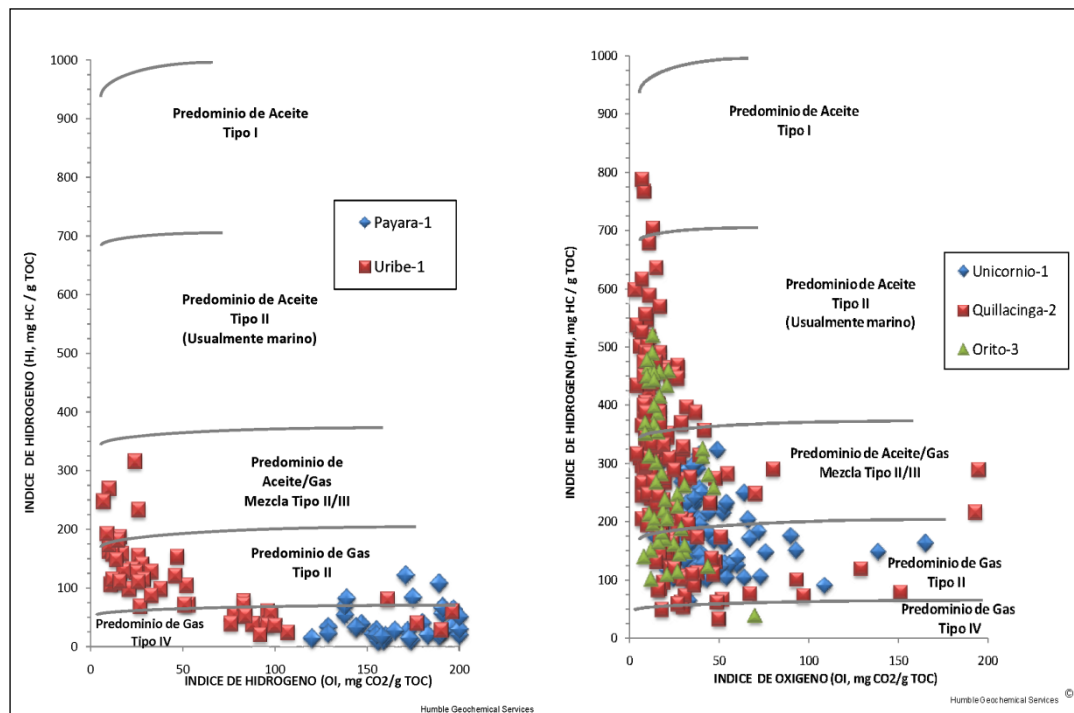 1000
900
800
700
600
500
400
300
200
100
0
INDICE DE HIDROGENO (HI, mg HC / g TOC)
Predominio de Aceite
Tipo I
Payara-1
Uribe-1
Predominio de Aceite
Tipo II
(Usualmente marino)
Predominio de
Aceite/Gas
Mezcla Tipo II/III
Predominio de Gas
Tipo II
Predominio de Gas
Tipo IV
0
50
100
150
200
INDICE DE HIDROGENO (OI, mg CO2/g TOC)
Humble Geochemical Services
1000
900
800
700
600
500
400
300
200
100
0
INDICE DE HIDROGENO (HI, mg HC / g TOC)
Predominio de Aceite
Tipo I
Predominio de Aceite
Tipo II
(Usualmente marino)
Unicornio-1
Quillacinga-2
Orito-3
Predominio de Aceite/Gas
Mezcla Tipo II/III
Predominio de Gas
Tipo II
Predominio de Gas
Tipo IV
0
50
100
150
200
INDICE DE OXIGENO (OI, mg CO2/g TOC)
Humble Geochemical Services
©